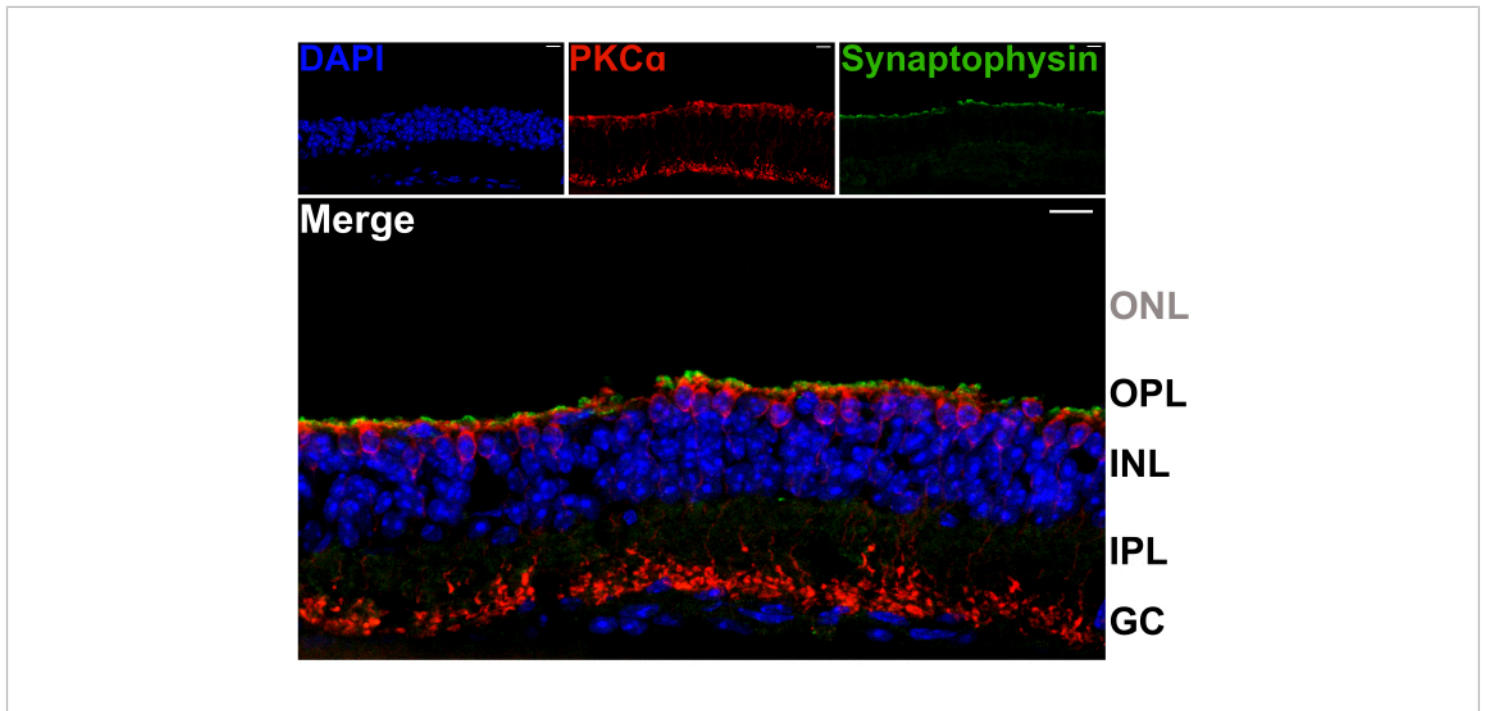 DAPI
PKCα
Synaptophysin
Merge
ONL
OPL
INL
IPL
GC